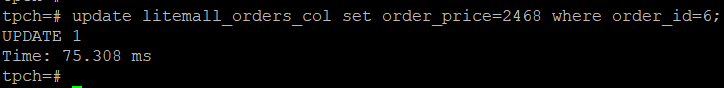 tpch=# update litemall_orders_col set order_price=2468 where order_id=6;
UPDATE 1
Time: 75.308 ms
tpch=#